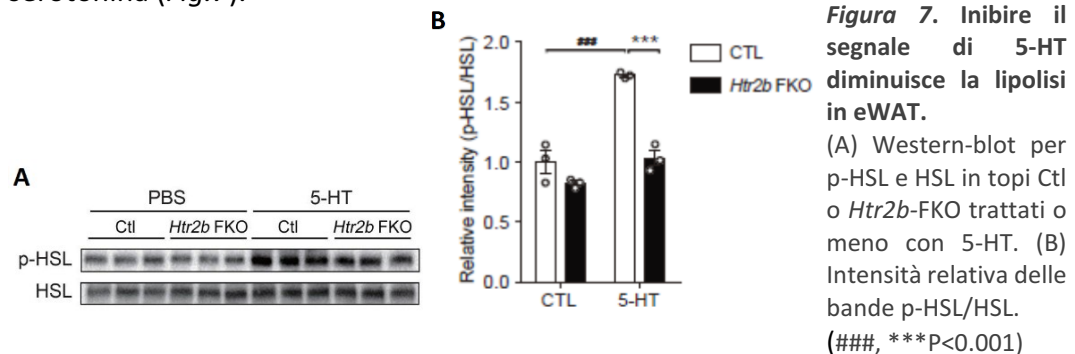 serotonina (Fig.7).
A
PBS 5-HT
Ctl Htr2b FKO Ctl Htr2b FKO
p-HSL
HSL
B
Relative intensity (p-HSL/HSL)
2.0
1.5
1.0
0.5
0.0
### ***
CTL 5-HT
CTL
Htr2b FKO
Figura 7. Inibire il
segnale di 5-HT
diminuisce la lipolisi
in eWAT.
(A) Western-blot per
p-HSL e HSL in topi Ctl
o Htr2b-FKO trattati o
meno con 5-HT. (B)
Intensità relativa delle
bande p-HSL/HSL.
(###, ***P<0.001)